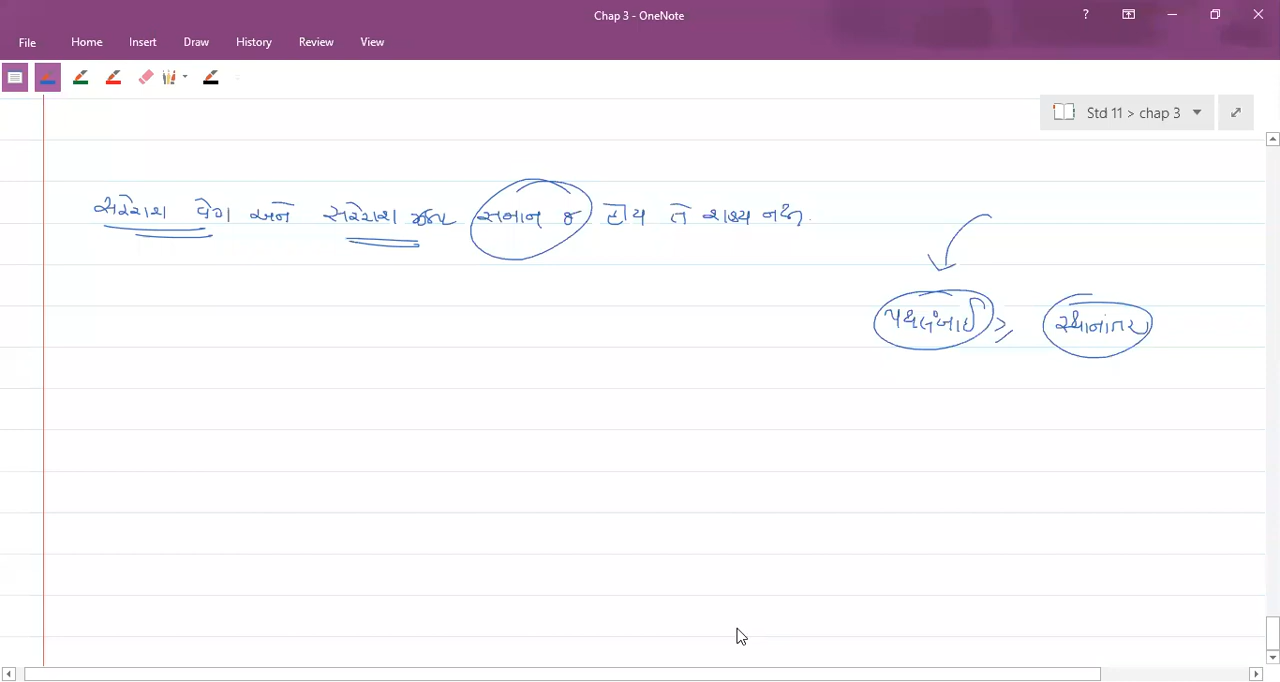 Chap 3 - OneNote
?
File Home Insert Draw History Review View
Std 11 > chap 3
સરેરાશ વેગ અને સરેરાશ ઝડપ સમાન જ હોય તે શક્ય નથી.
પથલંબાઈ ≥ સ્થાનાંતર